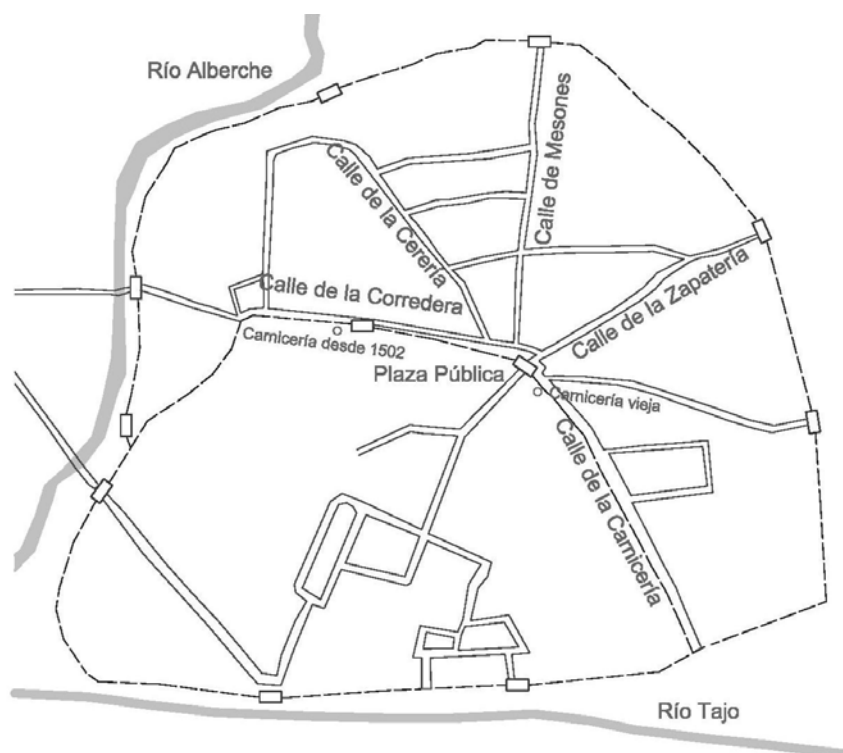 Río Alberche
Calle de Mesones
Calle de la Cerería
Calle de la Zapatería
Calle de la Corredera
Carnicería desde 1502
Plaza Pública
Carnicería vieja
Calle de la Carnicería
Río Tajo